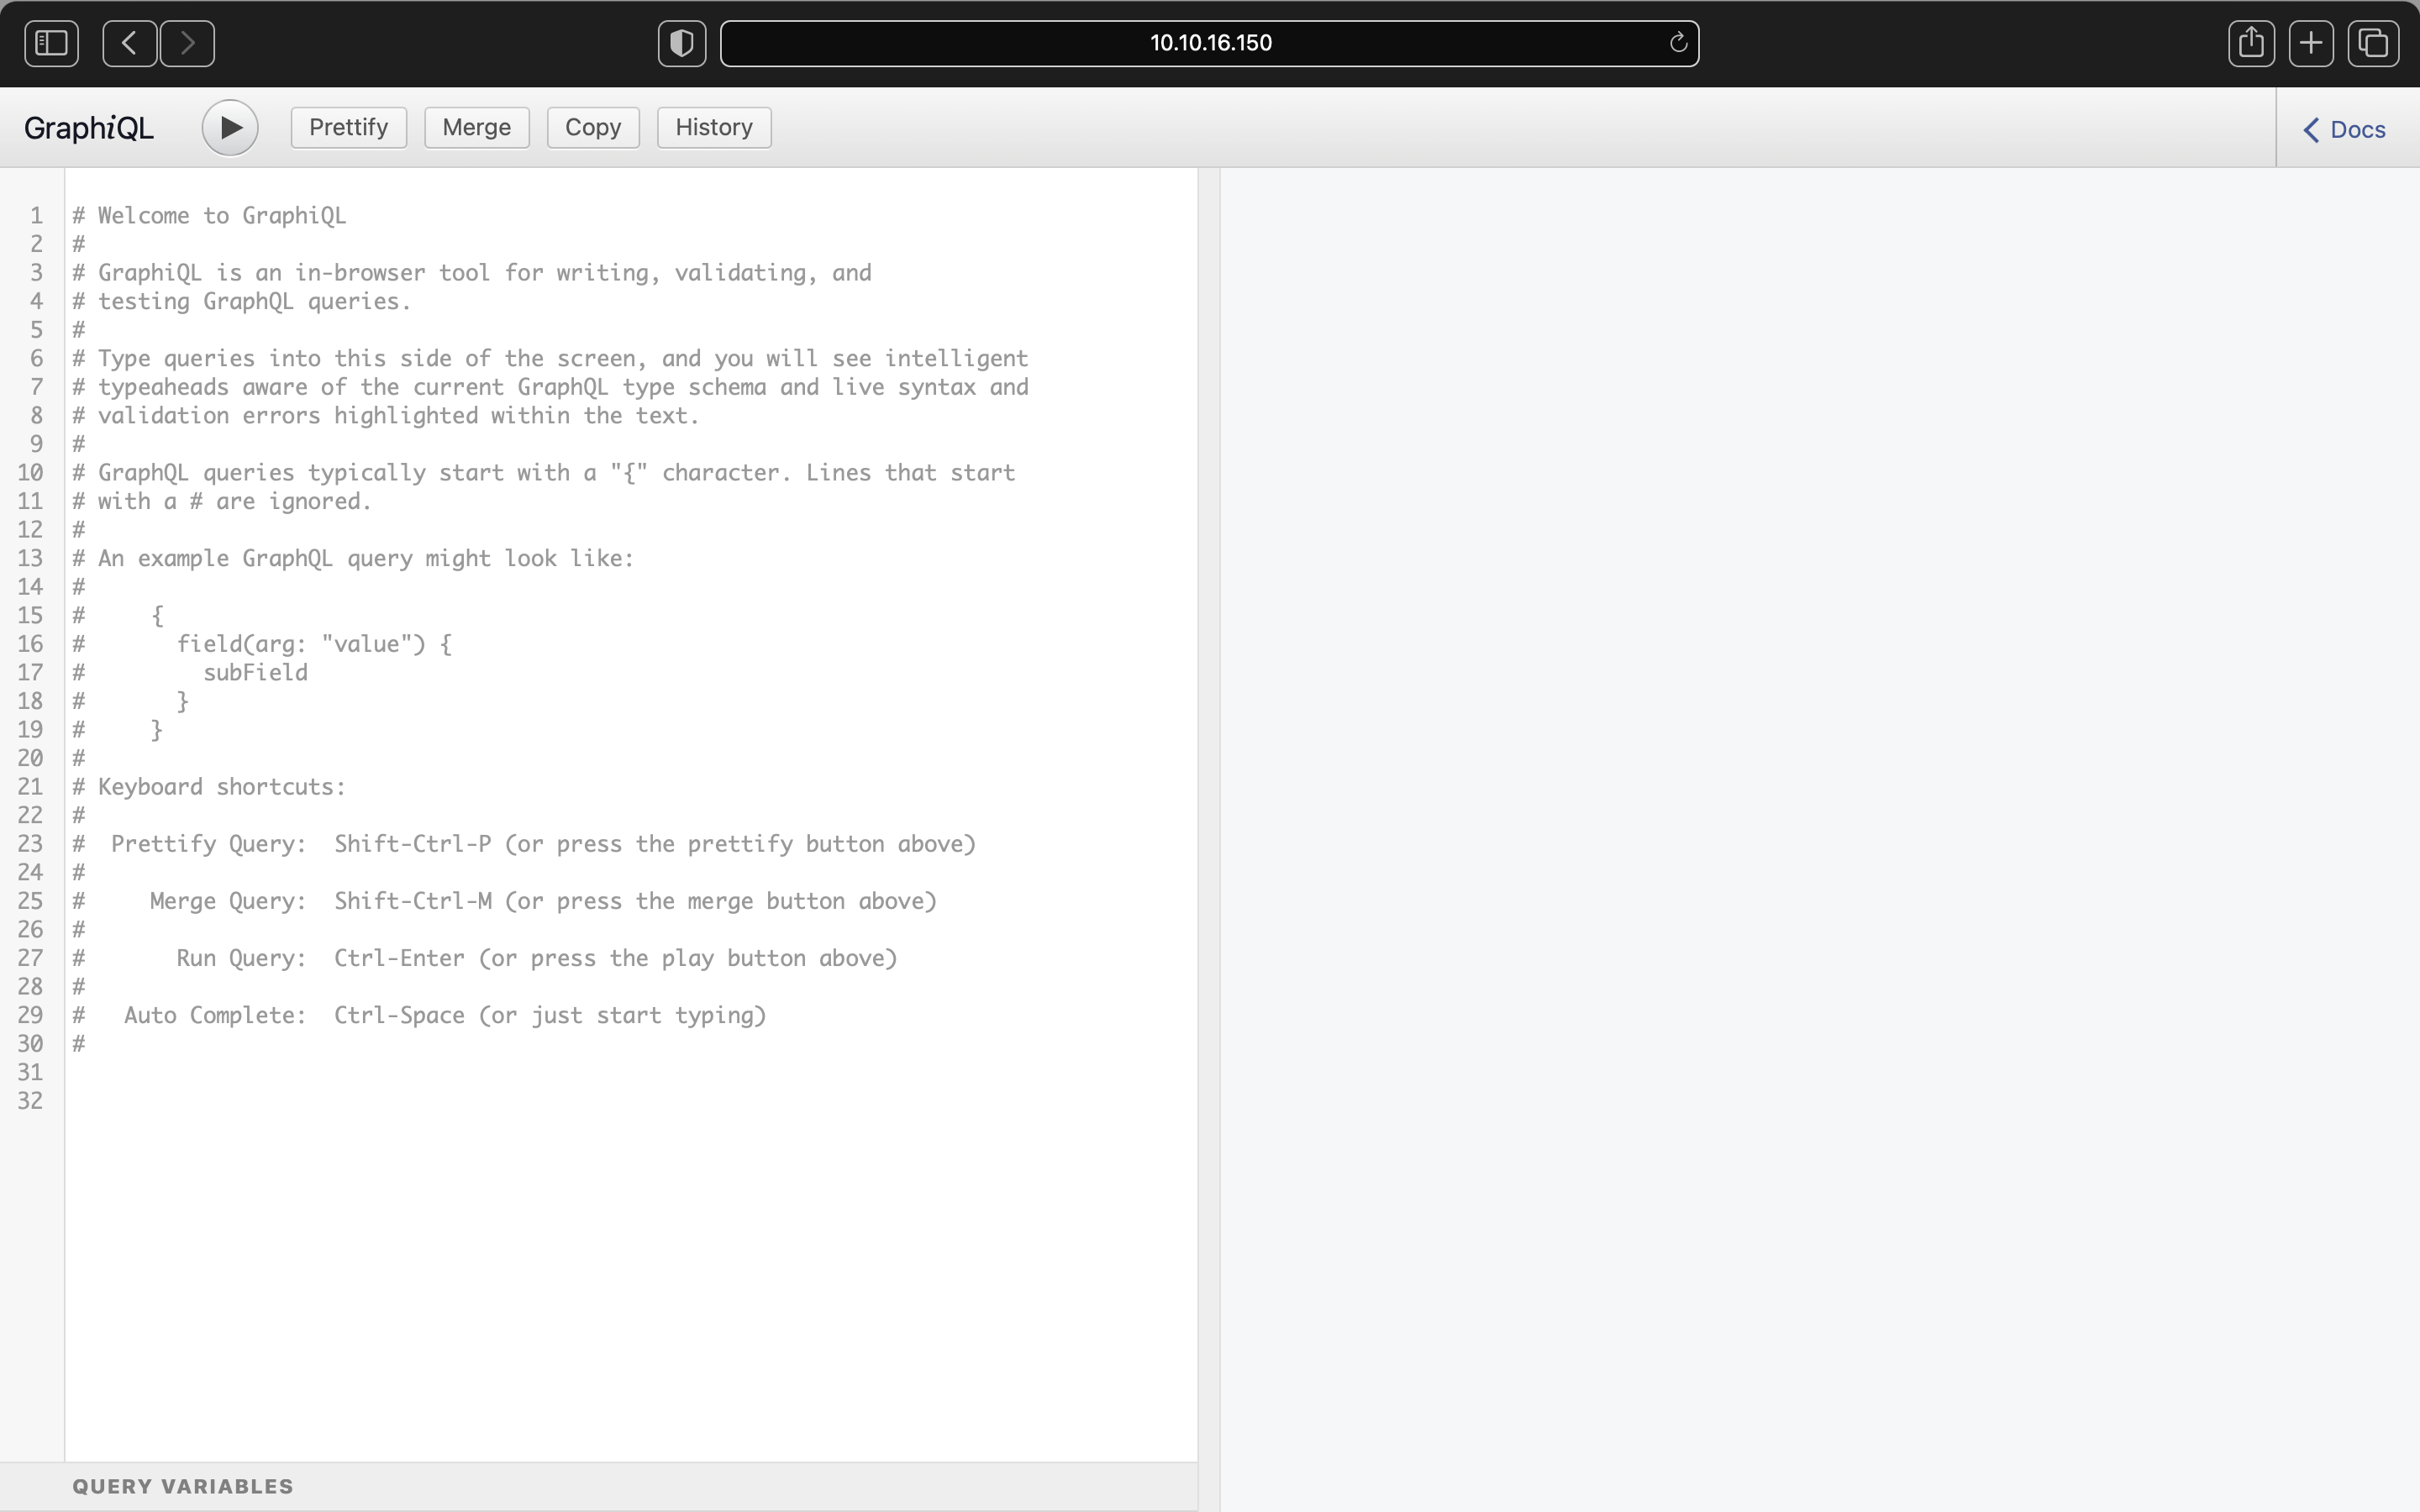 10.10.16.150
GraphiQL Prettify Merge Copy History Docs
1 # Welcome to GraphiQL
2 #
3 # GraphiQL is an in-browser tool for writing, validating, and
4 # testing GraphQL queries.
5 #
6 # Type queries into this side of the screen, and you will see intelligent
7 # typeaheads aware of the current GraphQL type schema and live syntax and
8 # validation errors highlighted within the text.
9 #
10 # GraphQL queries typically start with a "{" character. Lines that start
11 # with a # are ignored.
12 #
13 # An example GraphQL query might look like:
14 #
15 #     {
16 #       field(arg: "value") {
17 #         subField
18 #       }
19 #     }
20 #
21 # Keyboard shortcuts:
22 #
23 #  Prettify Query:  Shift-Ctrl-P (or press the prettify button above)
24 #
25 #     Merge Query:  Shift-Ctrl-M (or press the merge button above)
26 #
27 #       Run Query:  Ctrl-Enter (or press the play button above)
28 #
29 #   Auto Complete:  Ctrl-Space (or just start typing)
30 #
31
32
QUERY VARIABLES